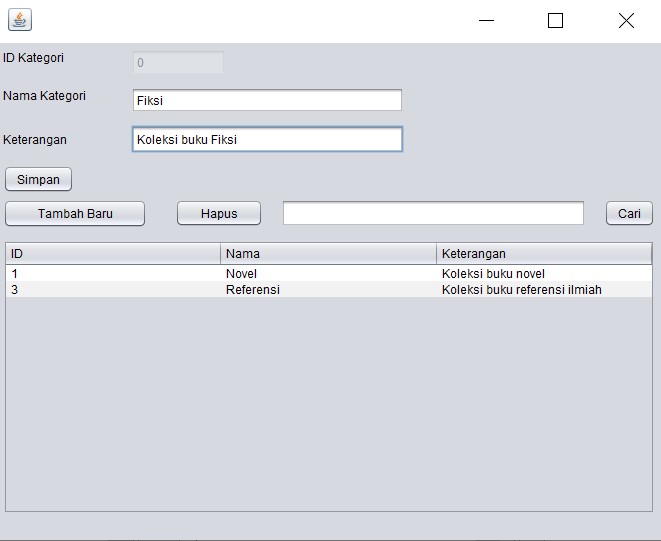 ID Kategori 0
Nama Kategori Fiksi
Keterangan Koleksi buku Fiksi
Simpan
Tambah Baru Hapus Cari
ID Nama Keterangan
1 Novel Koleksi buku novel
3 Referensi Koleksi buku referensi ilmiah